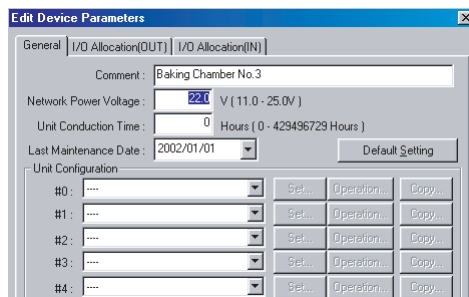 Edit Device Parameters
General I/O Allocation(OUT) I/O Allocation(IN)
Comment : Baking Chamber No.3
Network Power Voltage : 22.0 V ( 11.0 - 25.0V )
Unit Conduction Time : 0 Hours ( 0 - 429496729 Hours )
Last Maintenance Date : 2002/01/01 Default Setting
Unit Configuration
#0 : ---- Set... Operation... Copy...
#1 : ---- Set... Operation... Copy...
#2 : ---- Set... Operation... Copy...
#3 : ---- Set... Operation... Copy...
#4 : ---- Set... Operation... Copy...